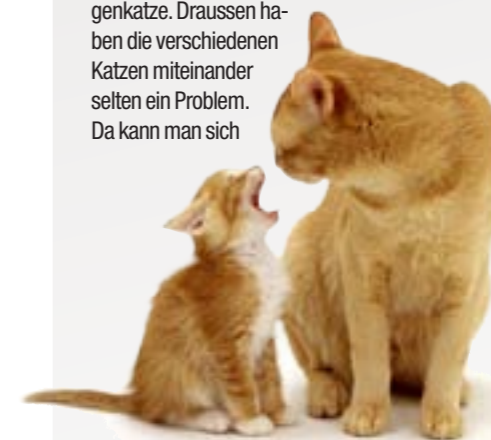 genkatze. Draussen ha-
ben die verschiedenen
Katzen miteinander
selten ein Problem.
Da kann man sich